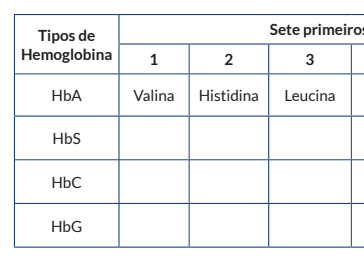 Tipos de Hemoglobina
Sete primeiros
1 2 3
HbA Valina Histidina Leucina
HbS
HbC
HbG